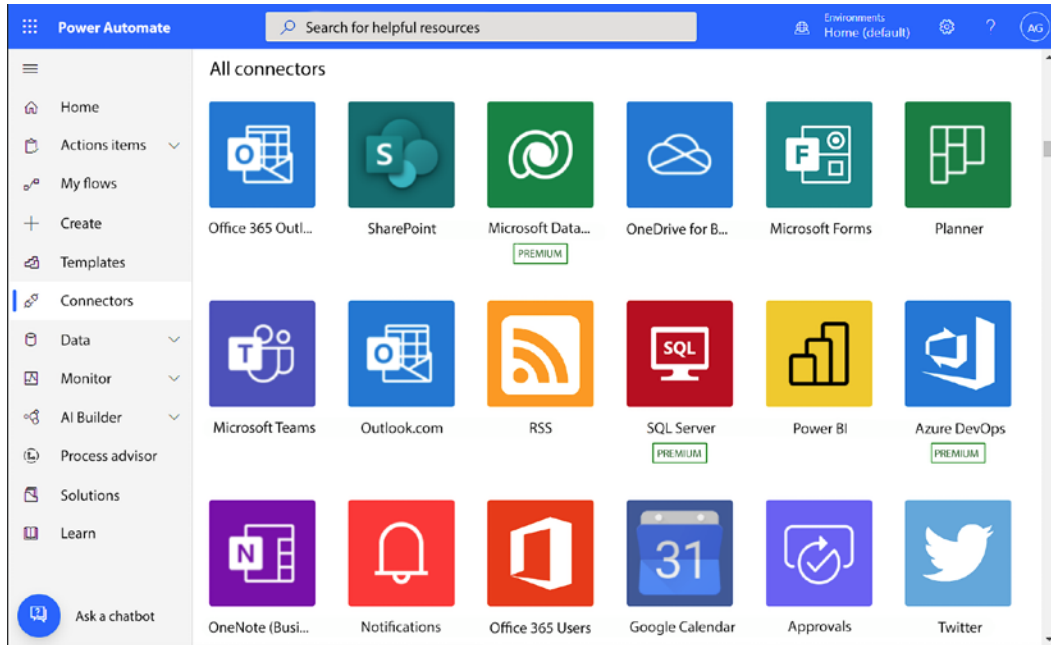 Power Automate
Search for helpful resources
Environments
Home (default)
?
AG
All connectors
Home
Actions items
My flows
Create
Templates
Connectors
Data
Monitor
AI Builder
Process advisor
Solutions
Learn
Ask a chatbot
O
S
F
Office 365 Outl...
SharePoint
Microsoft Data...
OneDrive for B...
Microsoft Forms
Planner
PREMIUM
T
O
SQL
Microsoft Teams
Outlook.com
RSS
SQL Server
Power BI
Azure DevOps
PREMIUM
PREMIUM
N
31
OneNote (Busi...
Notifications
Office 365 Users
Google Calendar
Approvals
Twitter